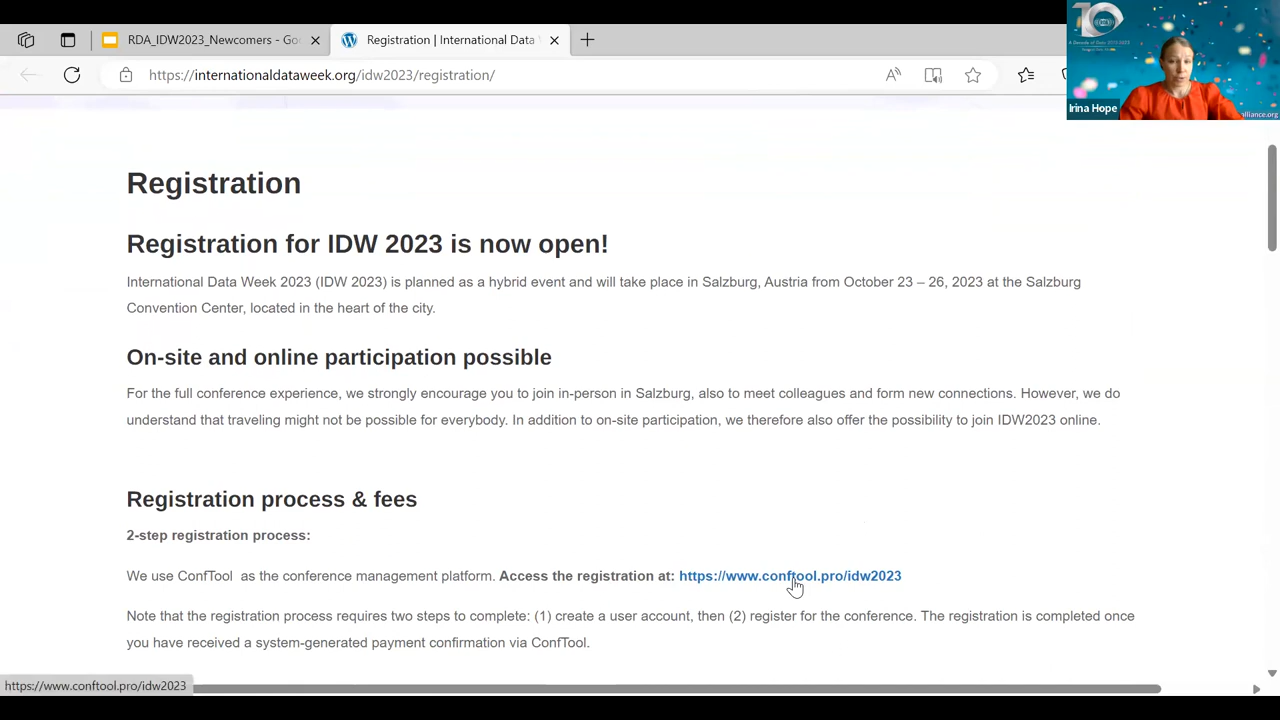 RDA_IDW2023_Newcomers - Goo
Registration | International Data
https://internationaldataweek.org/idw2023/registration/
Irina Hope
alliance.org
Registration
Registration for IDW 2023 is now open!
International Data Week 2023 (IDW 2023) is planned as a hybrid event and will take place in Salzburg, Austria from October 23 – 26, 2023 at the Salzburg
Convention Center, located in the heart of the city.
On-site and online participation possible
For the full conference experience, we strongly encourage you to join in-person in Salzburg, also to meet colleagues and form new connections. However, we do
understand that traveling might not be possible for everybody. In addition to on-site participation, we therefore also offer the possibility to join IDW2023 online.
Registration process & fees
2-step registration process:
We use ConfTool as the conference management platform. Access the registration at: https://www.conftool.pro/idw2023
Note that the registration process requires two steps to complete: (1) create a user account, then (2) register for the conference. The registration is completed once
you have received a system-generated payment confirmation via ConfTool.
https://www.conftool.pro/idw2023